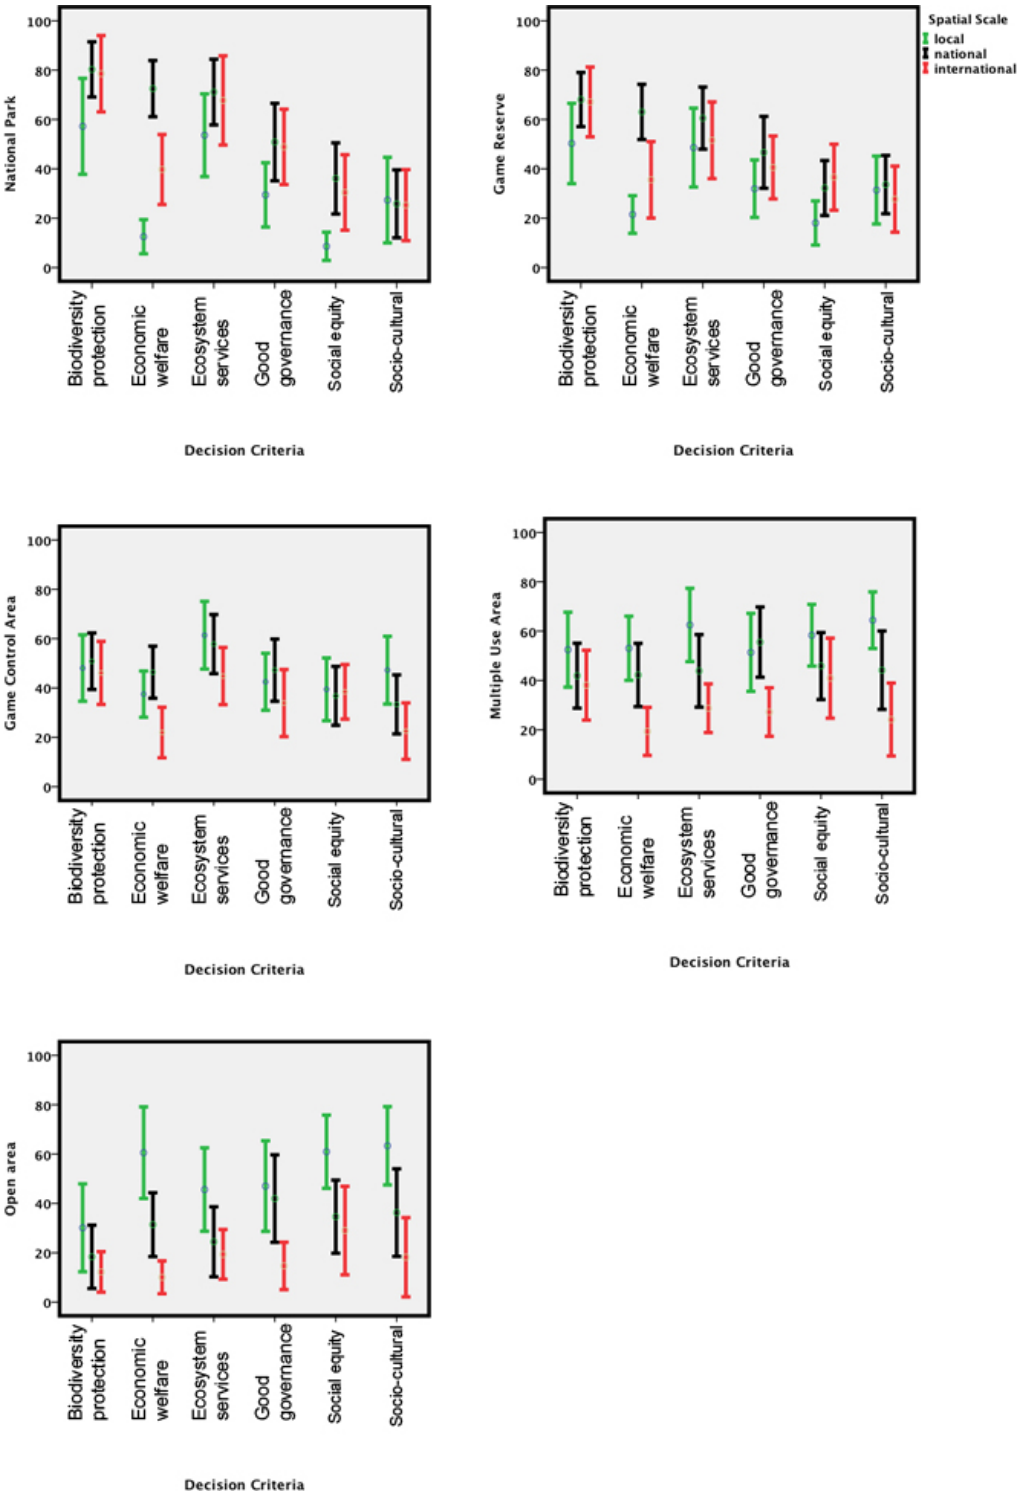 Spatial Scale
local
national
international
National Park
100
80
60
40
20
0
Biodiversity
protection
Economic
welfare
Ecosystem
services
Good
governance
Social equity
Socio-cultural
Decision Criteria
Game Reserve
100
80
60
40
20
0
Biodiversity
protection
Economic
welfare
Ecosystem
services
Good
governance
Social equity
Socio-cultural
Decision Criteria
Game Control Area
100
80
60
40
20
0
Biodiversity
protection
Economic
welfare
Ecosystem
services
Good
governance
Social equity
Socio-cultural
Decision Criteria
Multiple Use Area
100
80
60
40
20
0
Biodiversity
protection
Economic
welfare
Ecosystem
services
Good
governance
Social equity
Socio-cultural
Decision Criteria
Open area
100
80
60
40
20
0
Biodiversity
protection
Economic
welfare
Ecosystem
services
Good
governance
Social equity
Socio-cultural
Decision Criteria